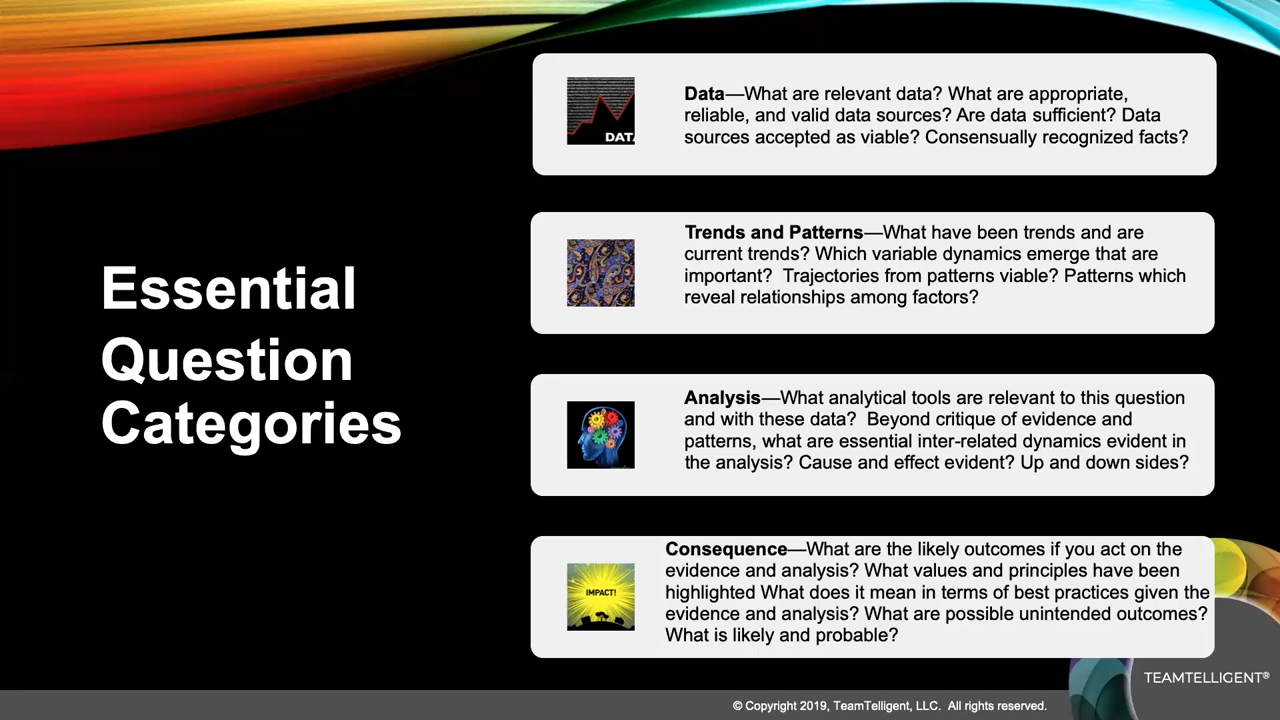 Essential
Question
Categories
DATA
Data—What are relevant data? What are appropriate,
reliable, and valid data sources? Are data sufficient? Data
sources accepted as viable? Consensually recognized facts?
Trends and Patterns—What have been trends and are
current trends? Which variable dynamics emerge that are
important?  Trajectories from patterns viable? Patterns which
reveal relationships among factors?
Analysis—What analytical tools are relevant to this question
and with these data?  Beyond critique of evidence and
patterns, what are essential inter-related dynamics evident in
the analysis? Cause and effect evident? Up and down sides?
IMPACT!
Consequence—What are the likely outcomes if you act on the
evidence and analysis? What values and principles have been
highlighted What does it mean in terms of best practices given the
evidence and analysis? What are possible unintended outcomes?
What is likely and probable?
TEAMTELLIGENT®
© Copyright 2019, TeamTelligent, LLC.  All rights reserved.